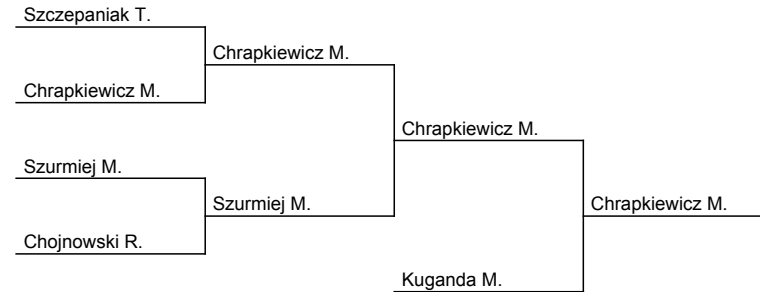 Szczepaniak T.
Chrapkiewicz M.
Chrapkiewicz M.
Chrapkiewicz M.
Szurmiej M.
Szurmiej M.
Chrapkiewicz M.
Chojnowski R.
Kuganda M.